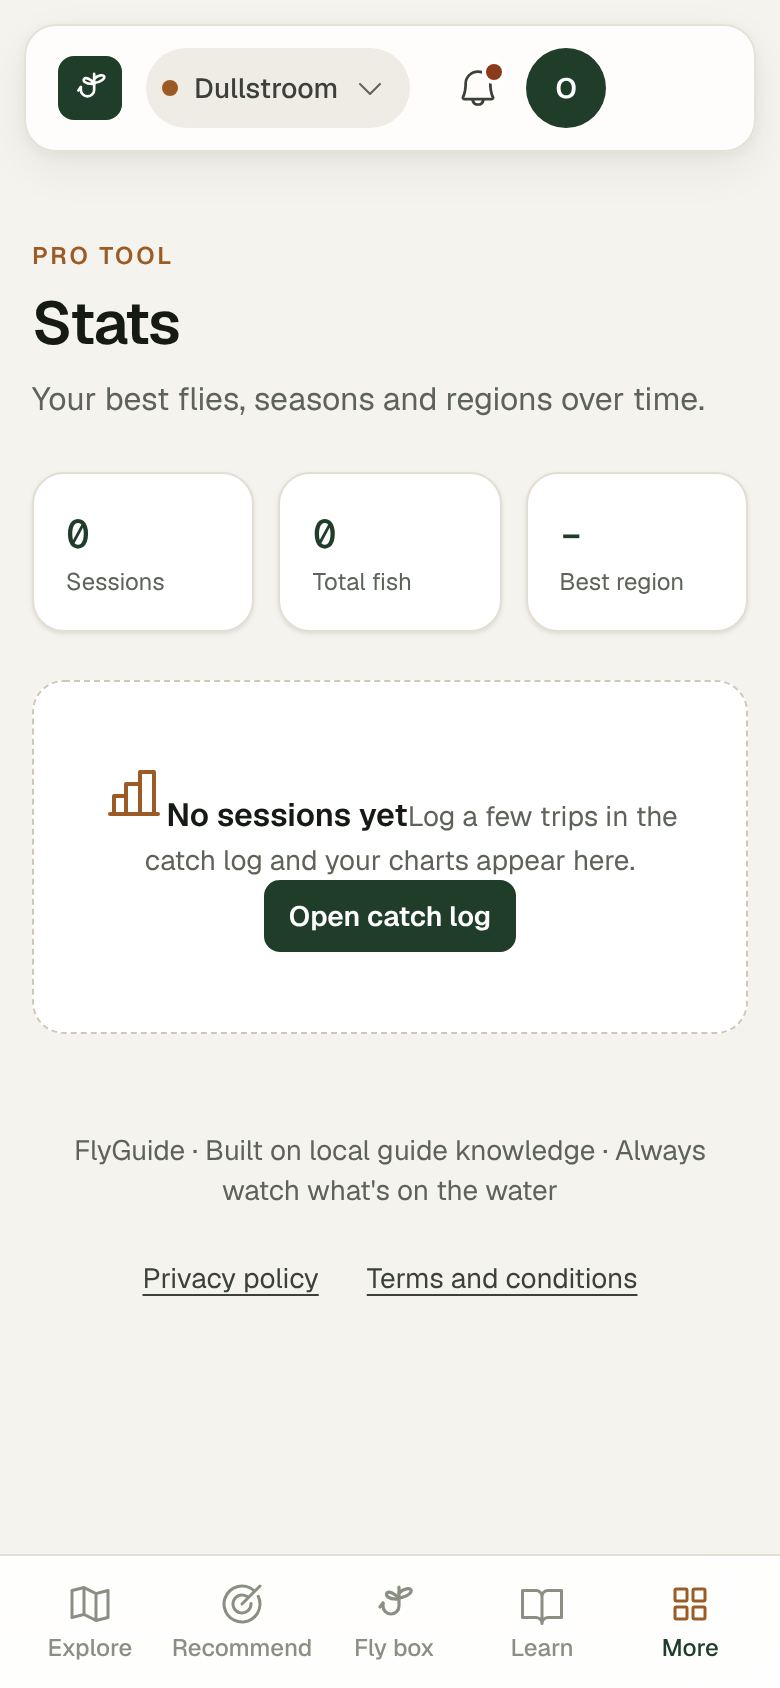 Dullstroom
O
PRO TOOL
Stats
Your best flies, seasons and regions over time.
0
Sessions
0
Total fish
–
Best region
No sessions yetLog a few trips in the
catch log and your charts appear here.
Open catch log
FlyGuide · Built on local guide knowledge · Always
watch what's on the water
Privacy policy
Terms and conditions
Explore
Recommend
Fly box
Learn
More